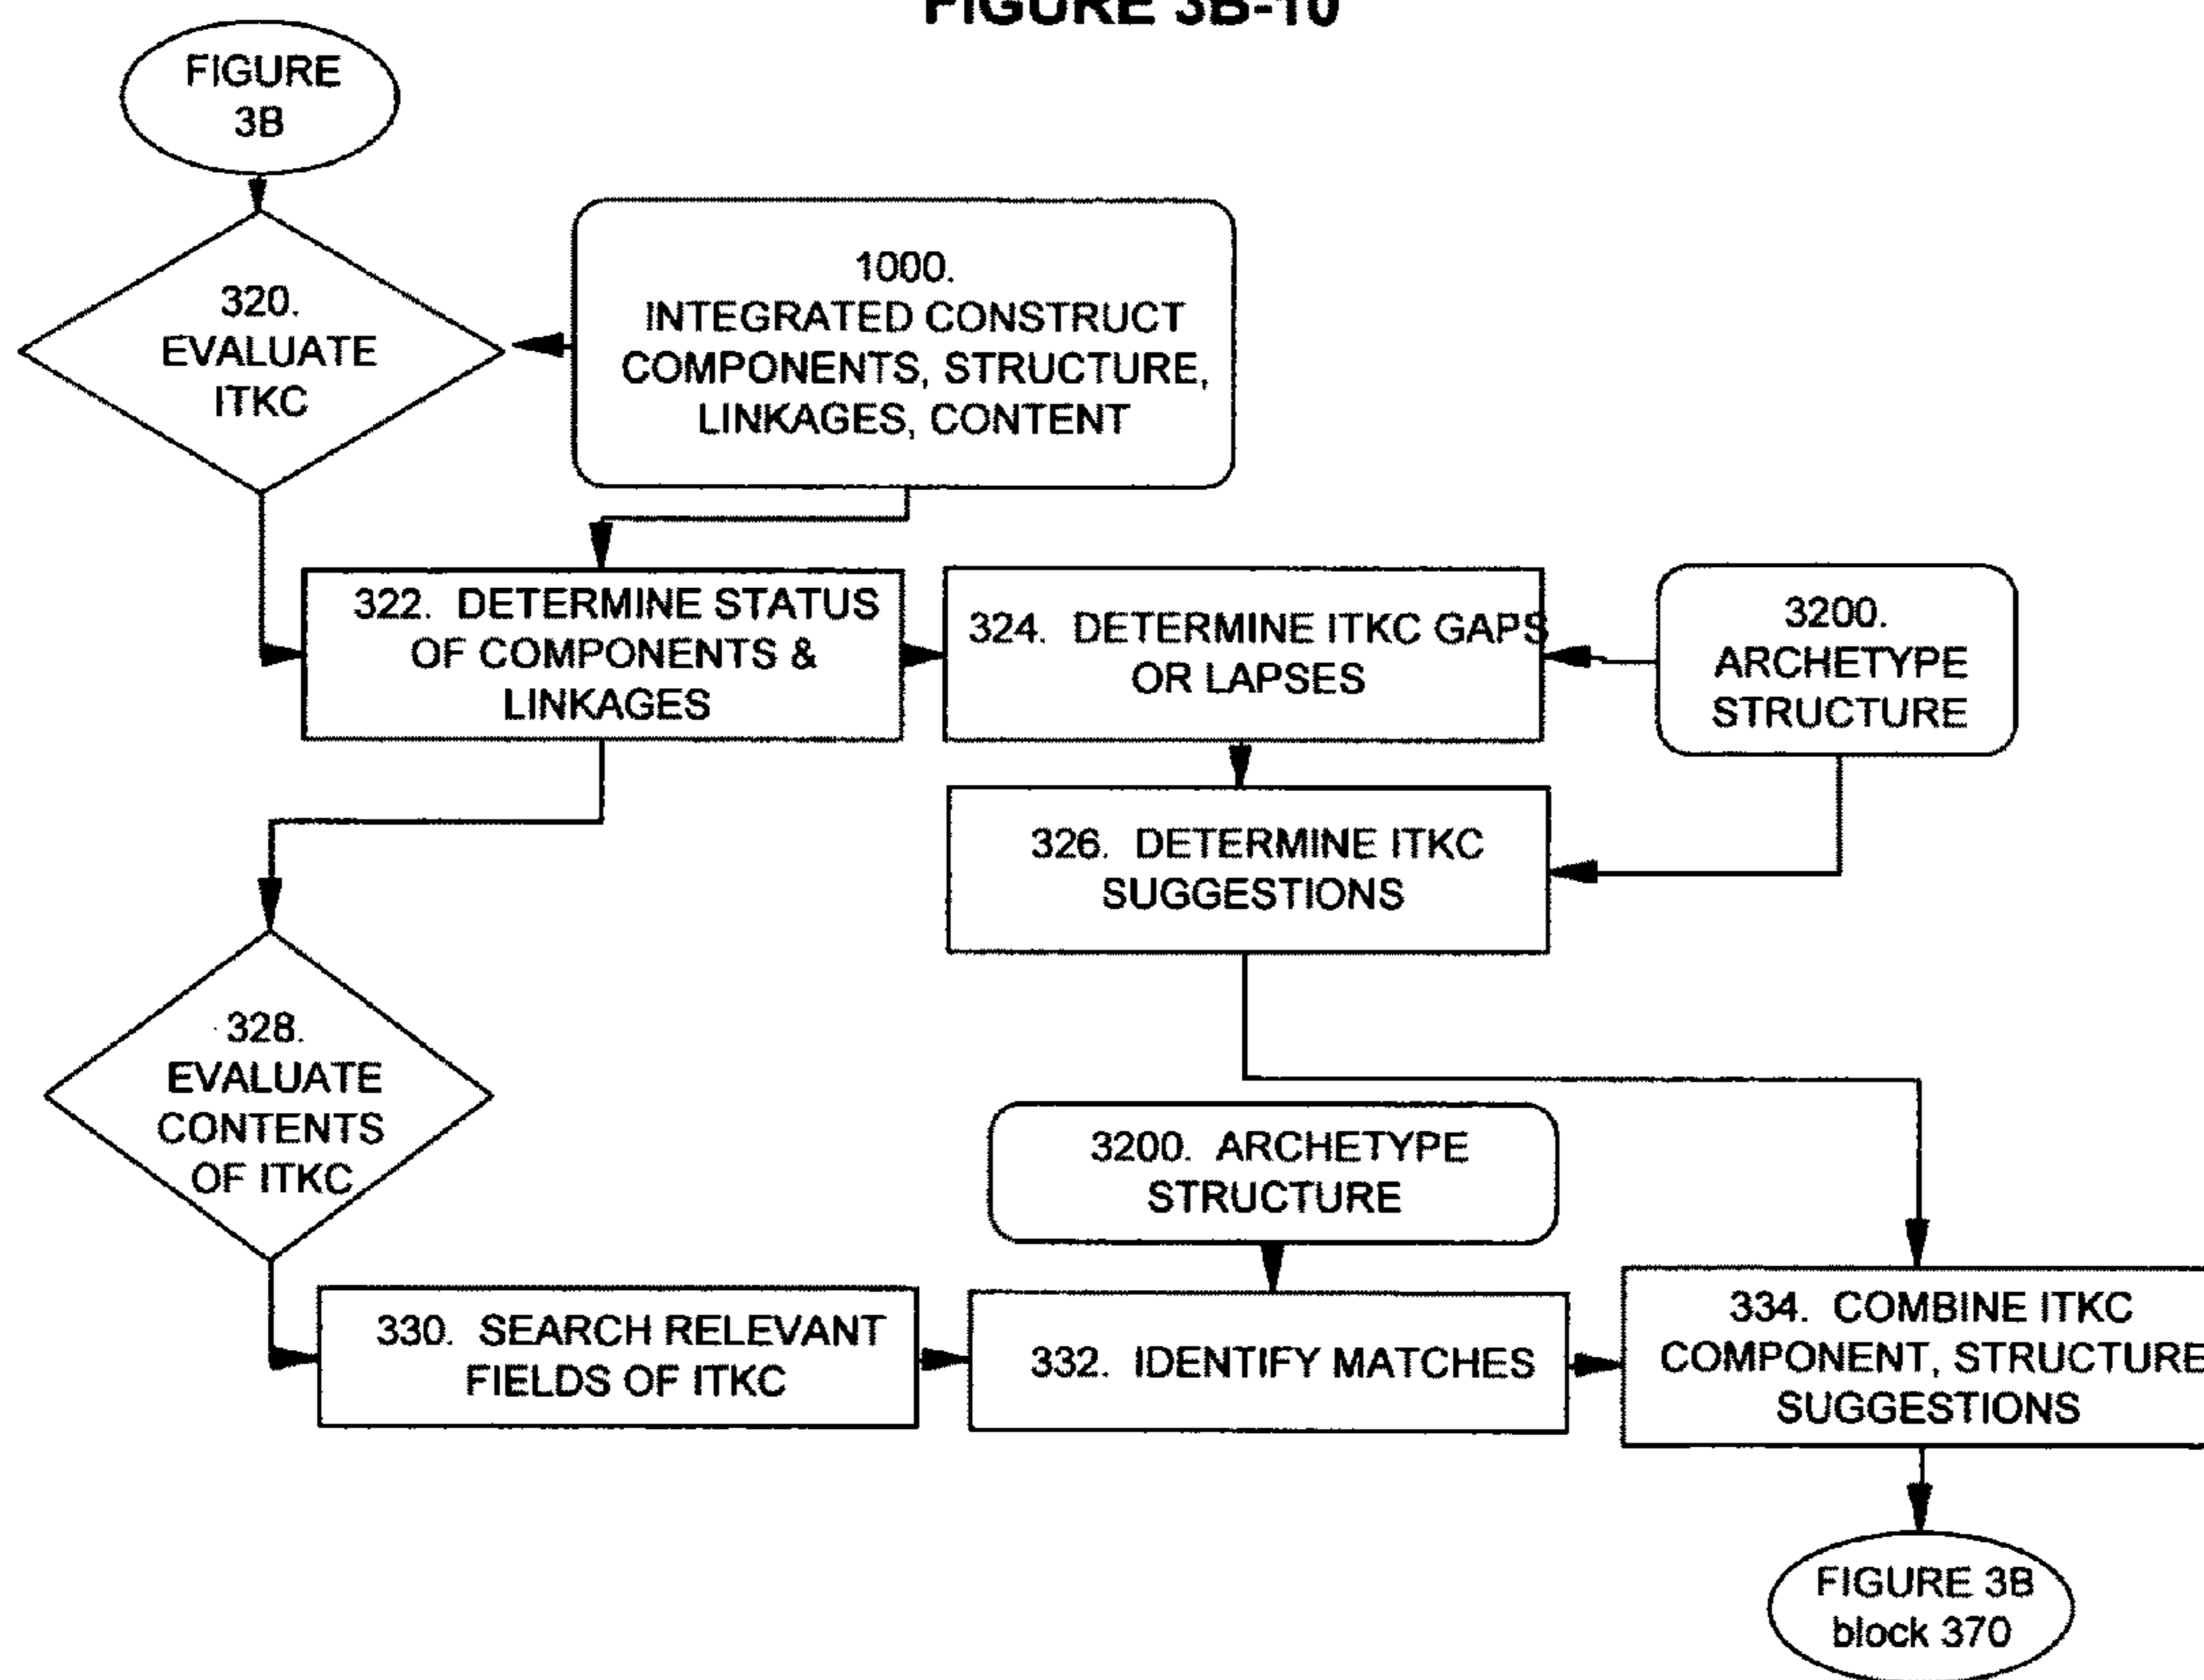 FIGURE 3B-10
FIGURE
3B
320.
EVALUATE
ITKC
1000.
INTEGRATED CONSTRUCT
COMPONENTS, STRUCTURE,
LINKAGES, CONTENT
322. DETERMINE STATUS
OF COMPONENTS &
LINKAGES
324. DETERMINE ITKC GAPS
OR LAPSES
3200.
ARCHETYPE
STRUCTURE
326. DETERMINE ITKC
SUGGESTIONS
328.
EVALUATE
CONTENTS
OF ITKC
3200. ARCHETYPE
STRUCTURE
330. SEARCH RELEVANT
FIELDS OF ITKC
332. IDENTIFY MATCHES
334. COMBINE ITKC
COMPONENT, STRUCTURE
SUGGESTIONS
FIGURE 3B
block 370